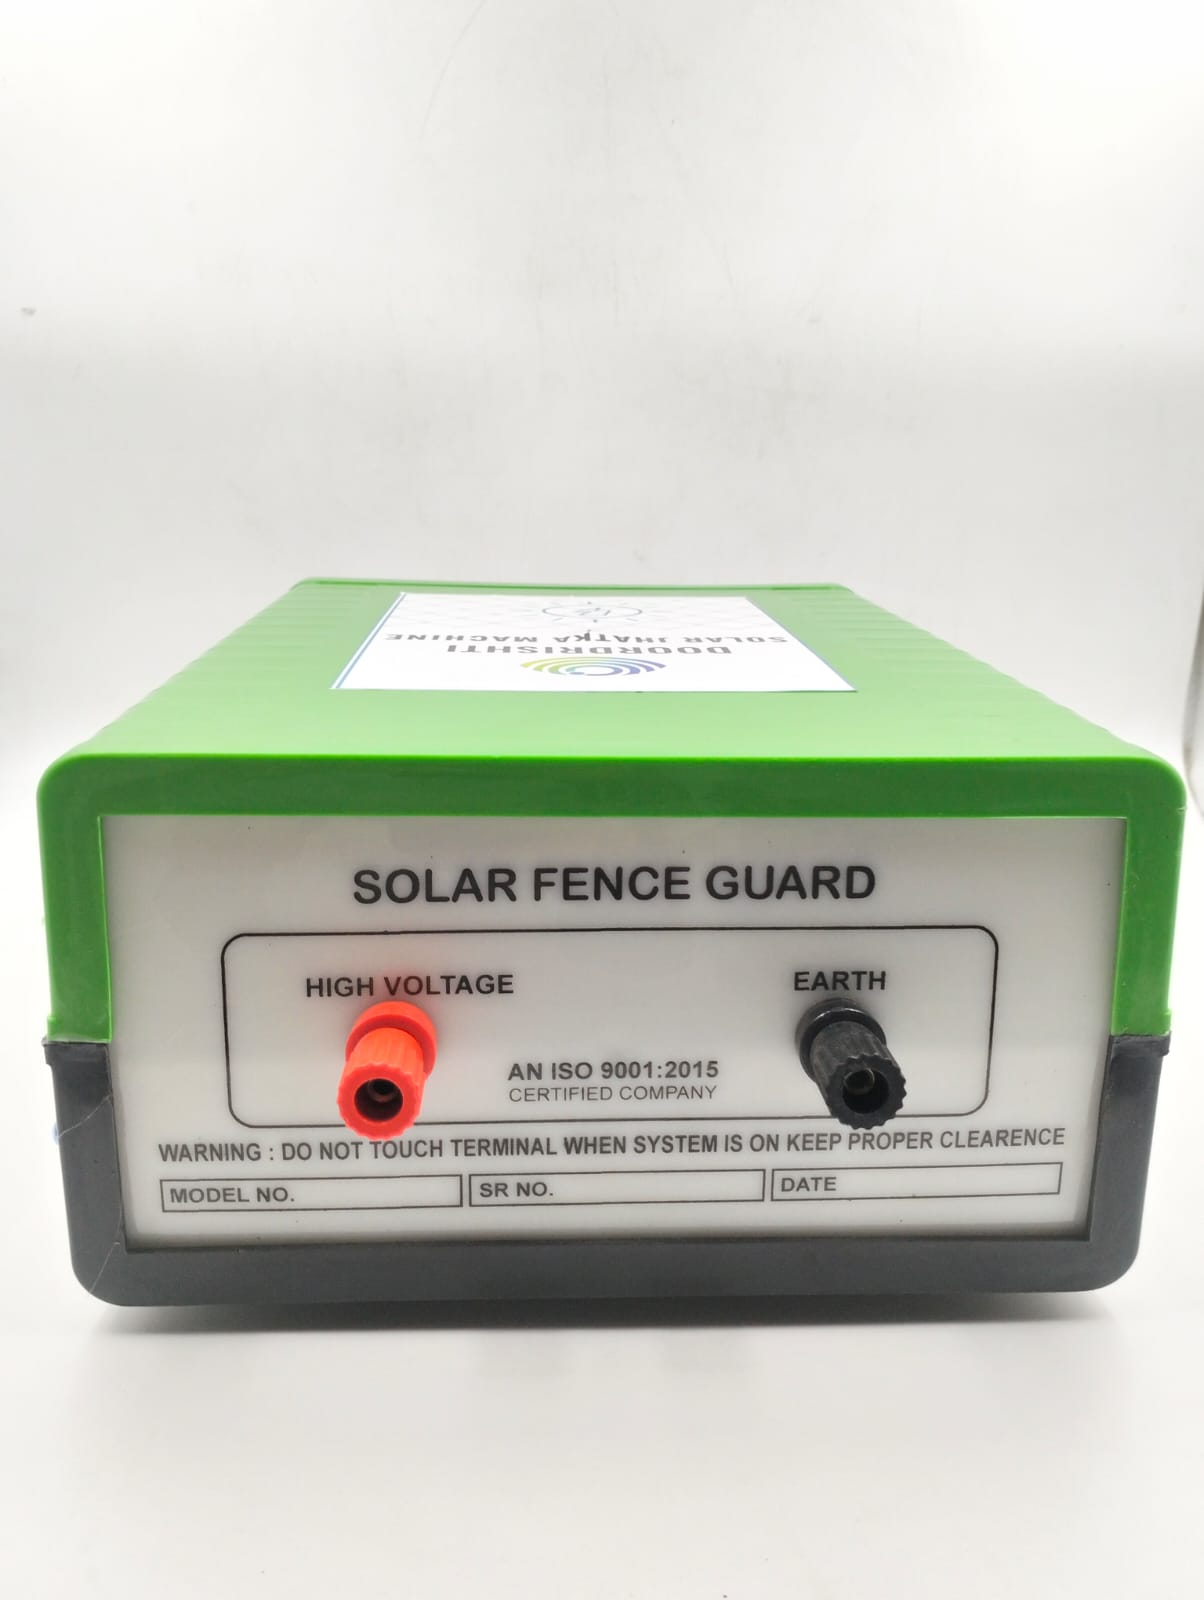 DOORDRISHTI
SOLAR JHATKA MACHINE
SOLAR FENCE GUARD
HIGH VOLTAGE
EARTH
AN ISO 9001:2015
CERTIFIED COMPANY
WARNING : DO NOT TOUCH TERMINAL WHEN SYSTEM IS ON KEEP PROPER CLEARENCE
MODEL NO.
SR NO.
DATE